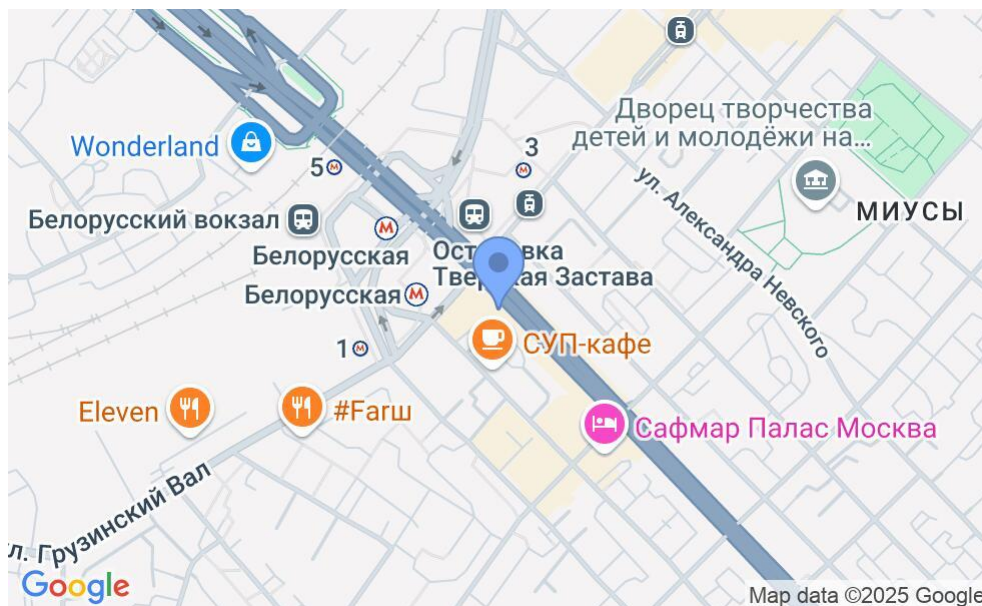 Дворец творчества
детей и молодёжи на...
Wonderland
5
3
ул. Александра Невского
МИУСЫ
Белорусский вокзал
Белорусская
Остановка
Тверская Застава
Белорусская
1
СУП-кафе
Eleven
#Farш
Сафмар Палас Москва
ул. Грузинский Вал
Google
Map data ©2025 Google